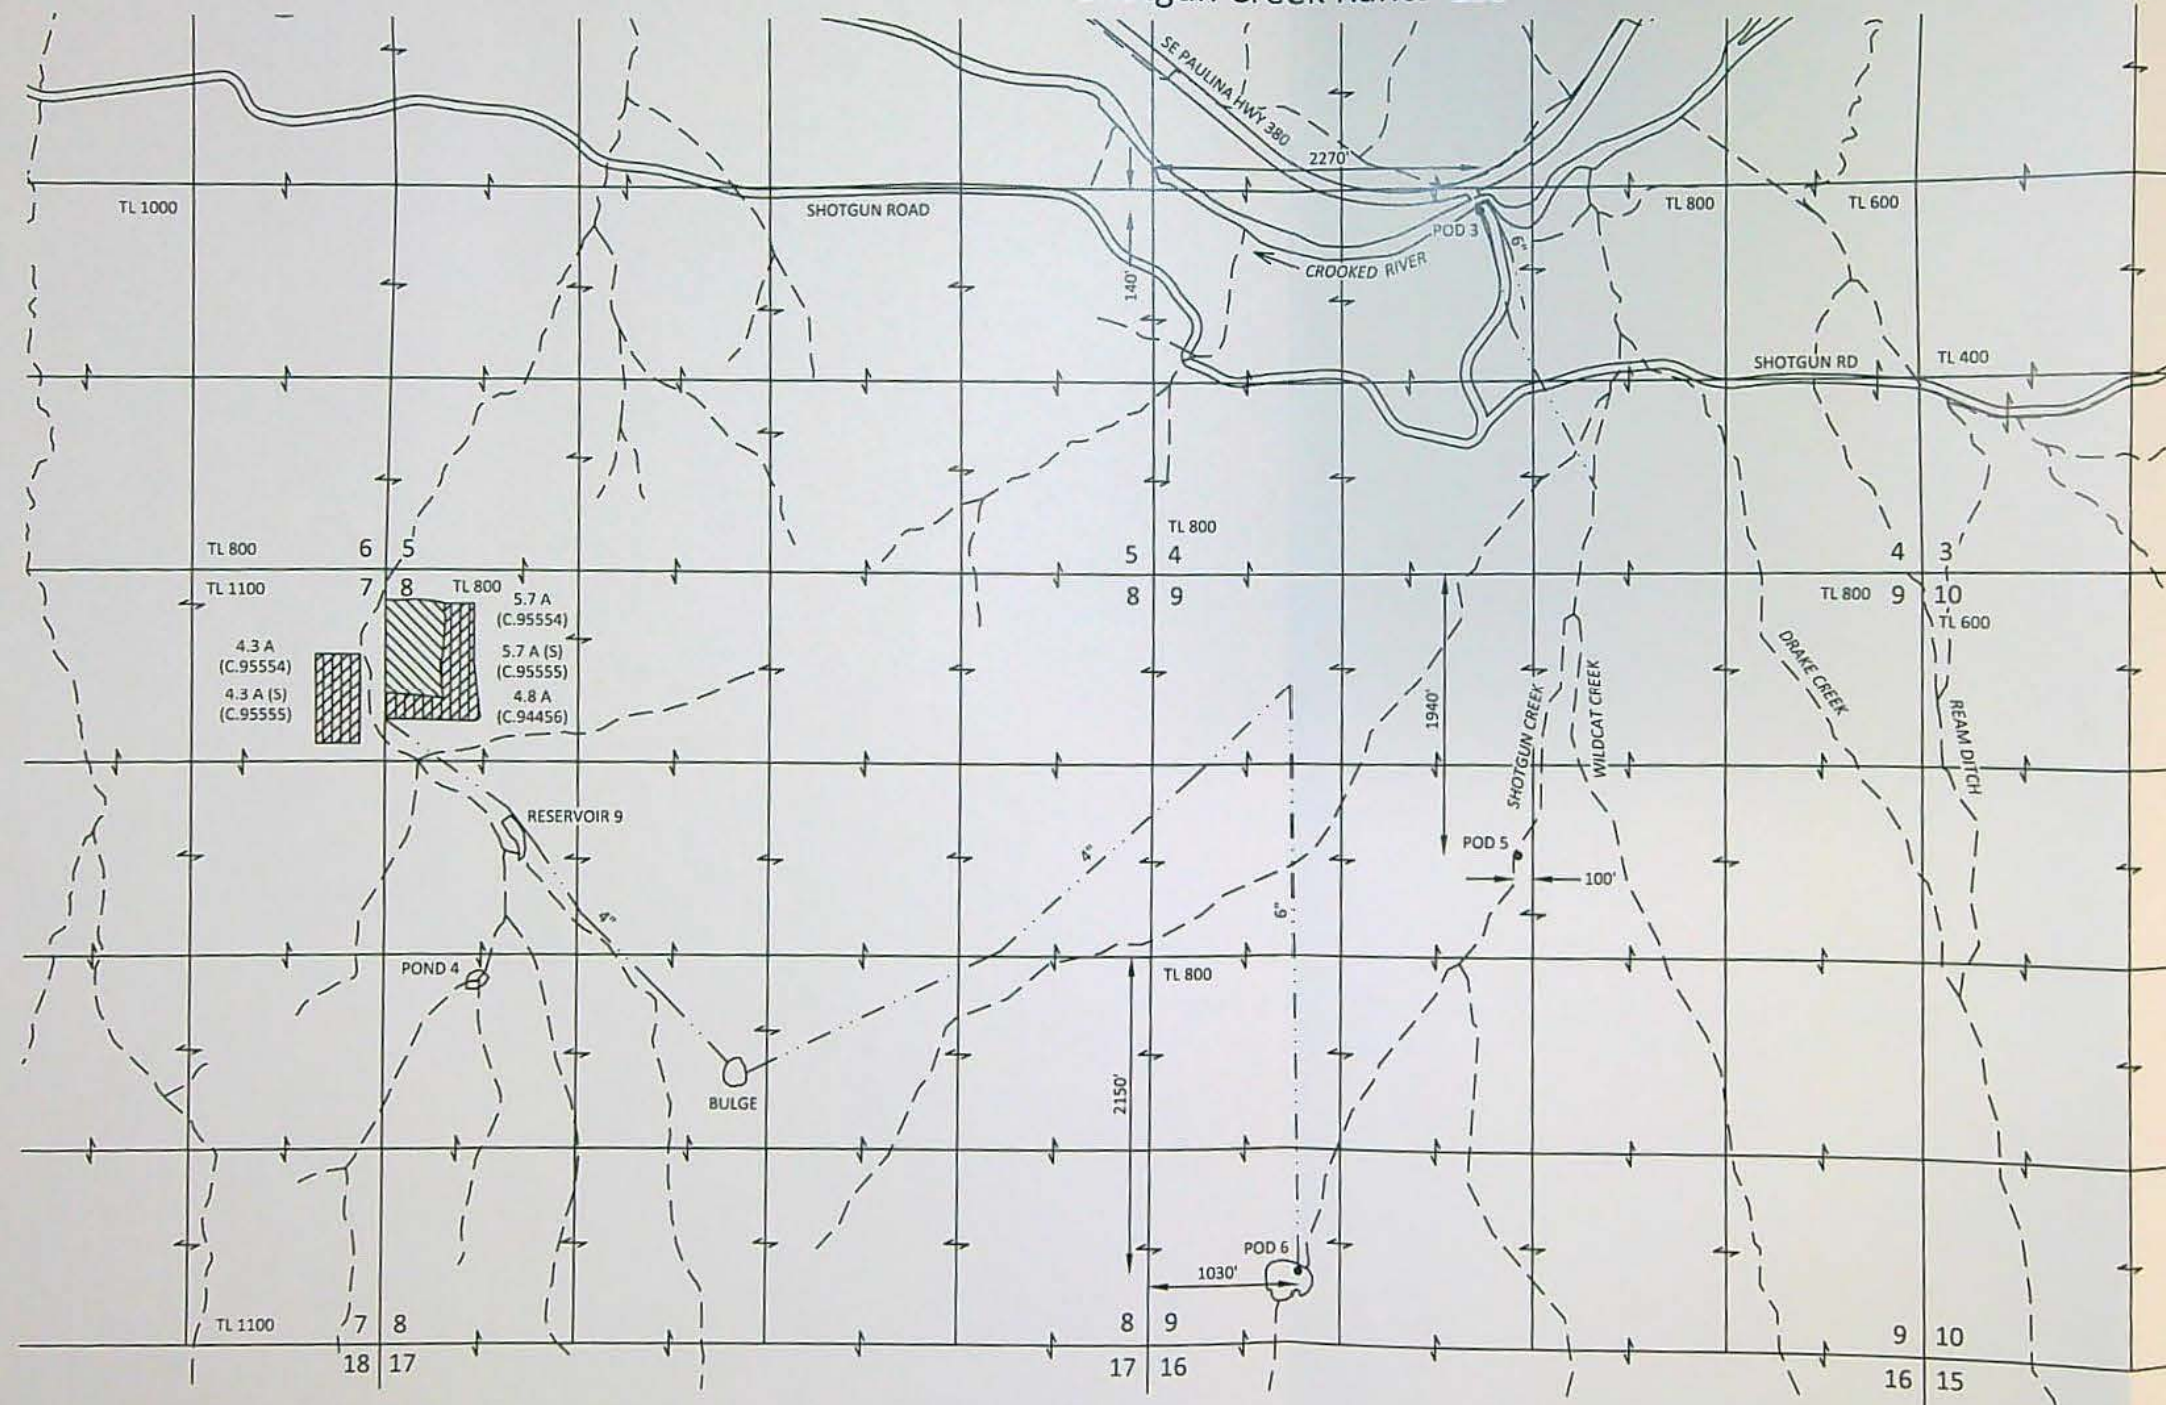 Creek
SE PAULINA HWY 380
2270'
TL 1000
SHOTGUN ROAD
POD 3
6"
TL 800
TL 600
140'
CROOKED RIVER
SHOTGUN RD
TL 400
TL 800
6 5
TL 800
5 4
4 3
TL 1100
7 8
TL 800
8 9
TL 800
9 10
TL 600
5.7 A
(C.95554)
5.7 A (S)
(C.95555)
4.8 A
(C.94456)
4.3 A
(C.95554)
4.3 A (S)
(C.95555)
1940'
SHOTGUN CREEK
WILDCAT CREEK
DRAKE CREEK
REAM DITCH
RESERVOIR 9
4"
POD 5
100'
4"
6"
POND 4
TL 800
BULGE
2150'
POD 6
1030'
TL 1100
7 8
8 9
9 10
18 17
17 16
16 15